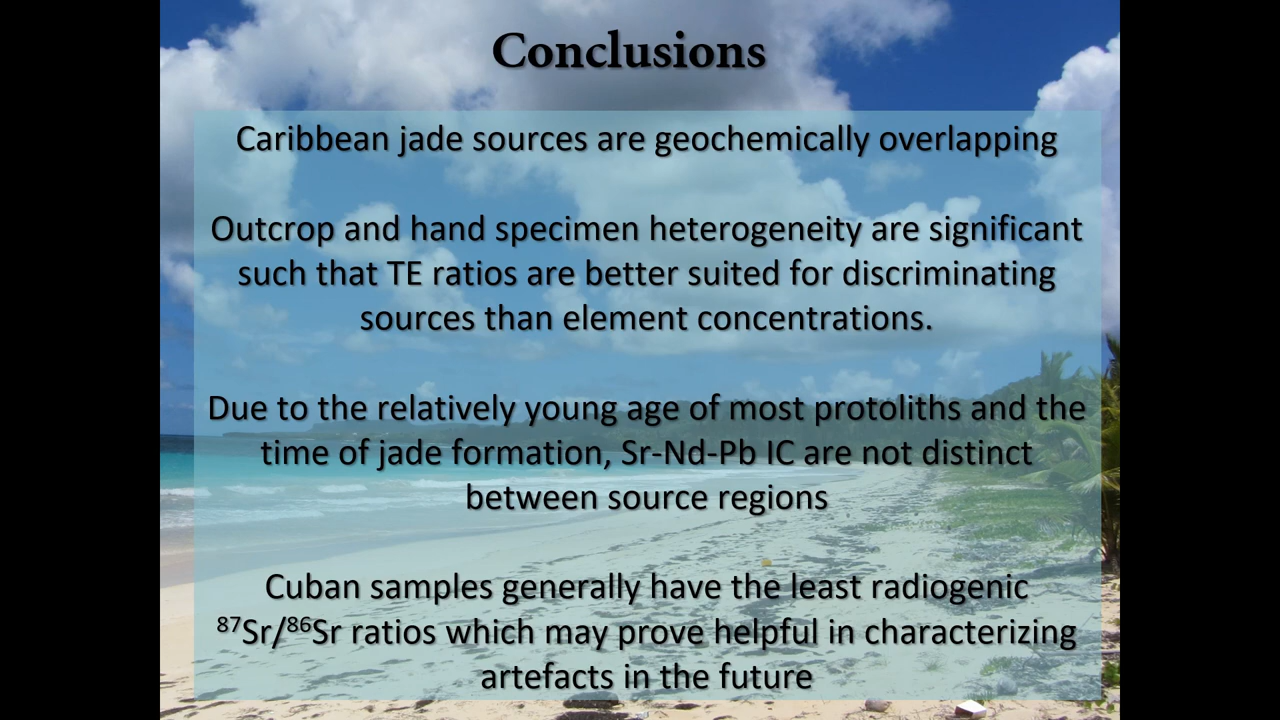 Conclusions
Caribbean jade sources are geochemically overlapping
Outcrop and hand specimen heterogeneity are significant
such that TE ratios are better suited for discriminating
sources than element concentrations.
Due to the relatively young age of most protoliths and the
time of jade formation, Sr-Nd-Pb IC are not distinct
between source regions
Cuban samples generally have the least radiogenic
⁸⁷Sr/⁸⁶Sr ratios which may prove helpful in characterizing
artefacts in the future